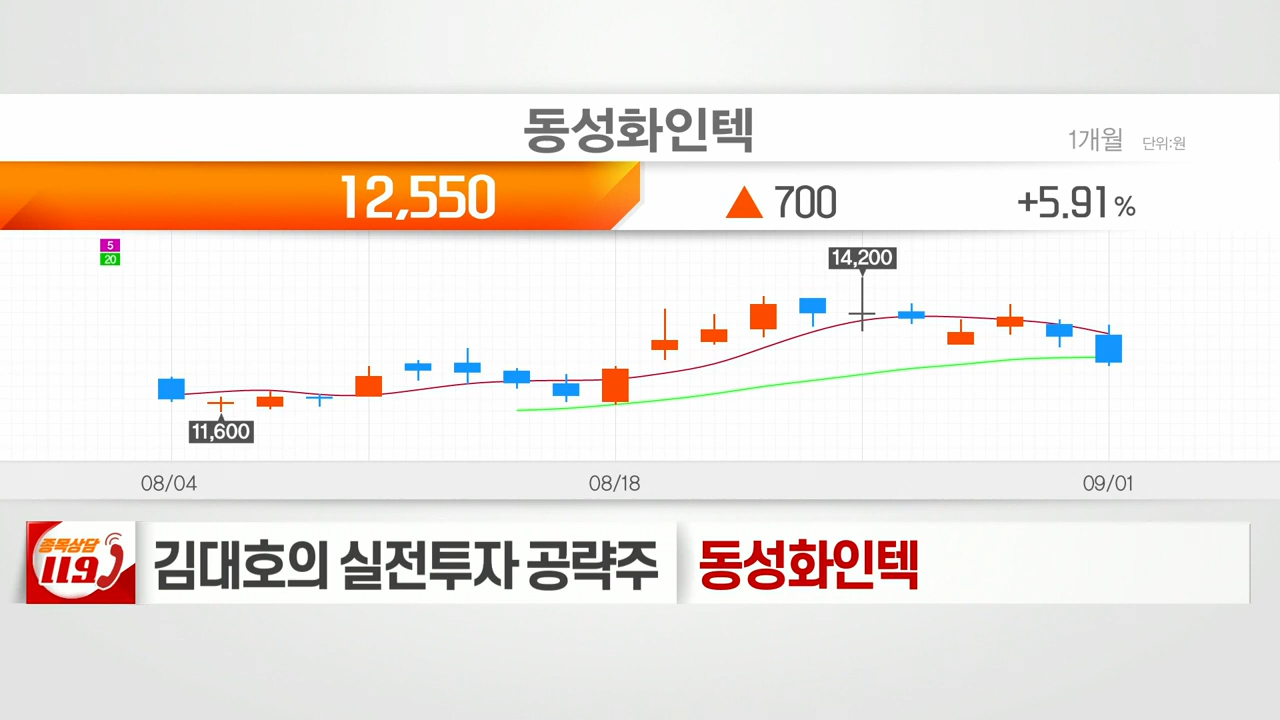 동성화인텍
1개월 단위:원
12,550 ▲ 700 +5.91%
5
20
14,200
11,600
08/04 08/18 09/01
종목상담
119
김대호의 실전투자 공략주 동성화인텍